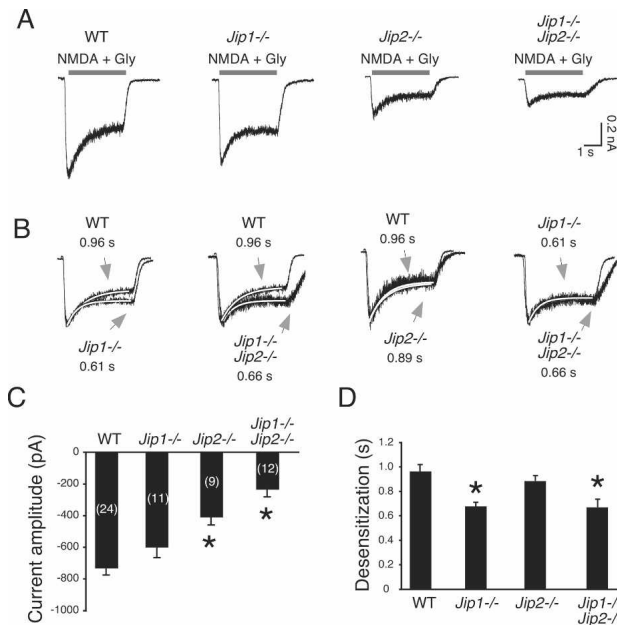 A
WT
Jip1-/-
Jip2-/-
Jip1-/-
Jip2-/-
NMDA + Gly
NMDA + Gly
NMDA + Gly
NMDA + Gly
0.2 nA
1 s
B
WT
0.96 s
WT
0.96 s
WT
0.96 s
Jip1-/-
0.61 s
Jip1-/-
0.61 s
Jip1-/-
Jip2-/-
0.66 s
Jip2-/-
0.89 s
Jip1-/-
Jip2-/-
0.66 s
C
WT
Jip1-/-
Jip2-/-
Jip1-/-
Jip2-/-
Current amplitude (pA)
0
-200
-400
-600
-800
-1000
(24)
(11)
(9)
(12)
*
*
D
Desensitization (s)
1.2
1.0
0.8
0.6
0.4
0.2
0
*
*
WT
Jip1-/-
Jip2-/-
Jip1-/
Jip2-/